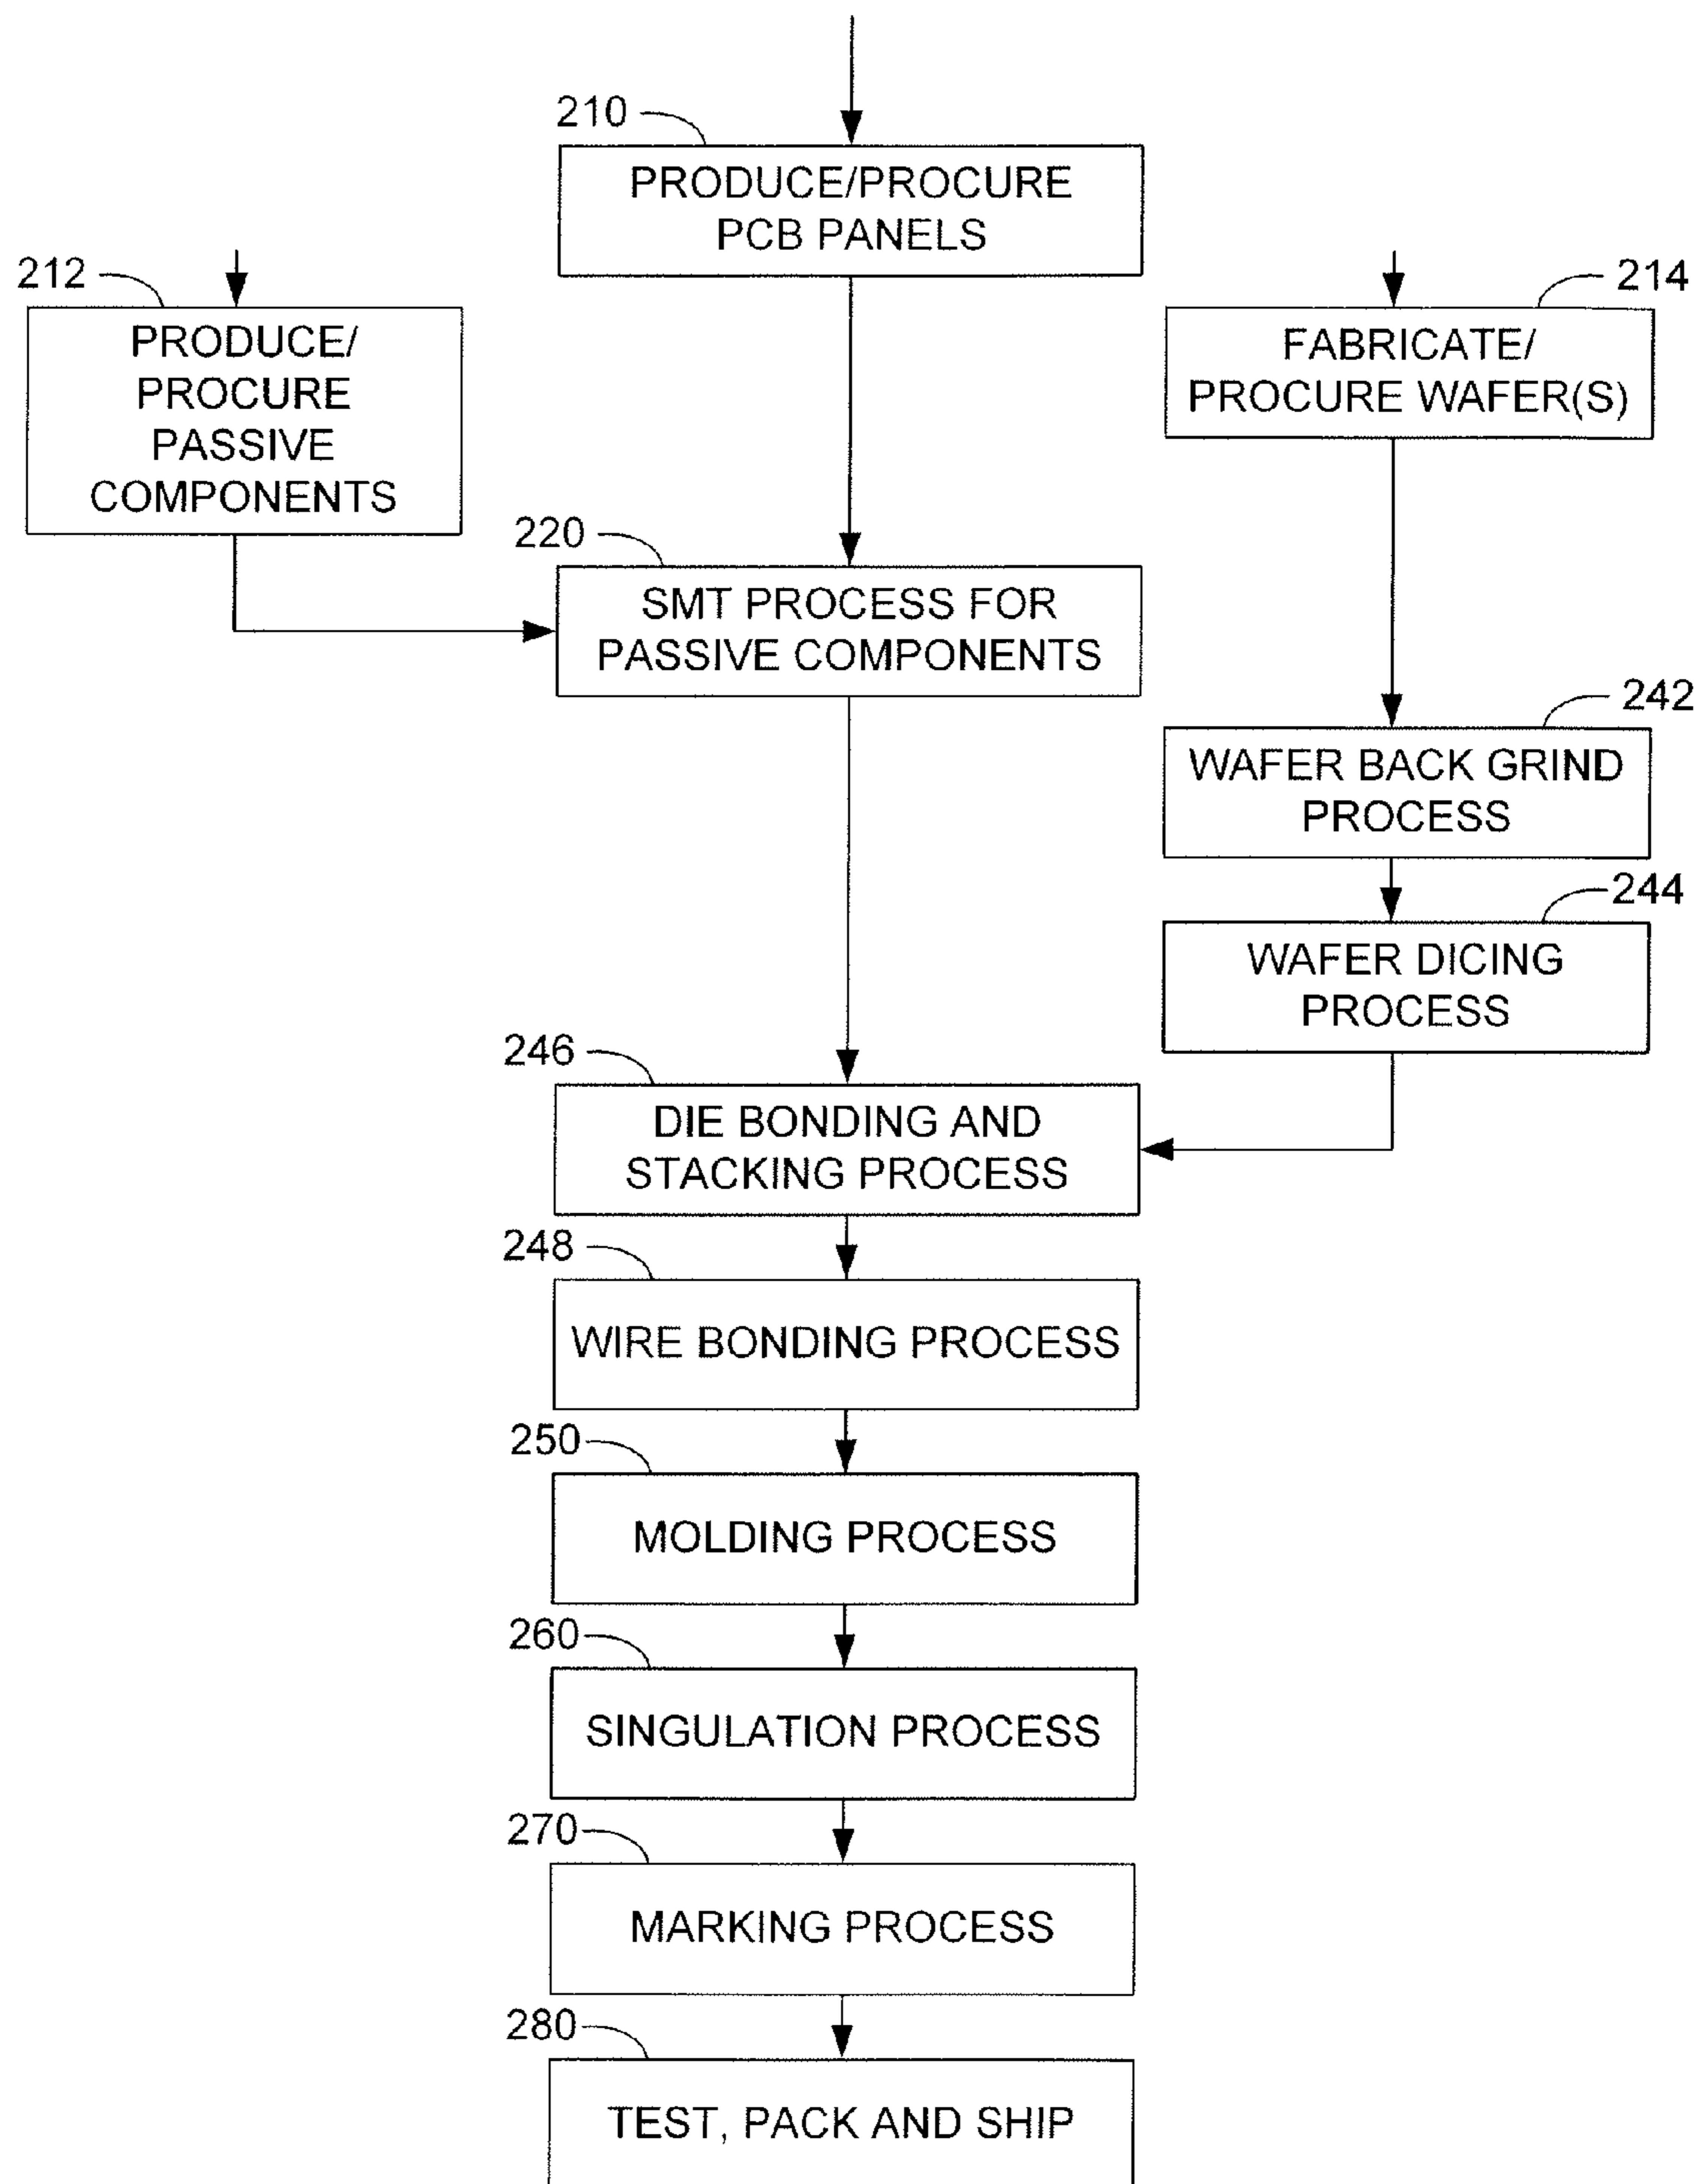 210
PRODUCE/PROCURE
PCB PANELS
212
PRODUCE/
PROCURE
PASSIVE
COMPONENTS
214
FABRICATE/
PROCURE WAFER(S)
220
SMT PROCESS FOR
PASSIVE COMPONENTS
242
WAFER BACK GRIND
PROCESS
244
WAFER DICING
PROCESS
246
DIE BONDING AND
STACKING PROCESS
248
WIRE BONDING PROCESS
250
MOLDING PROCESS
260
SINGULATION PROCESS
270
MARKING PROCESS
280
TEST, PACK AND SHIP